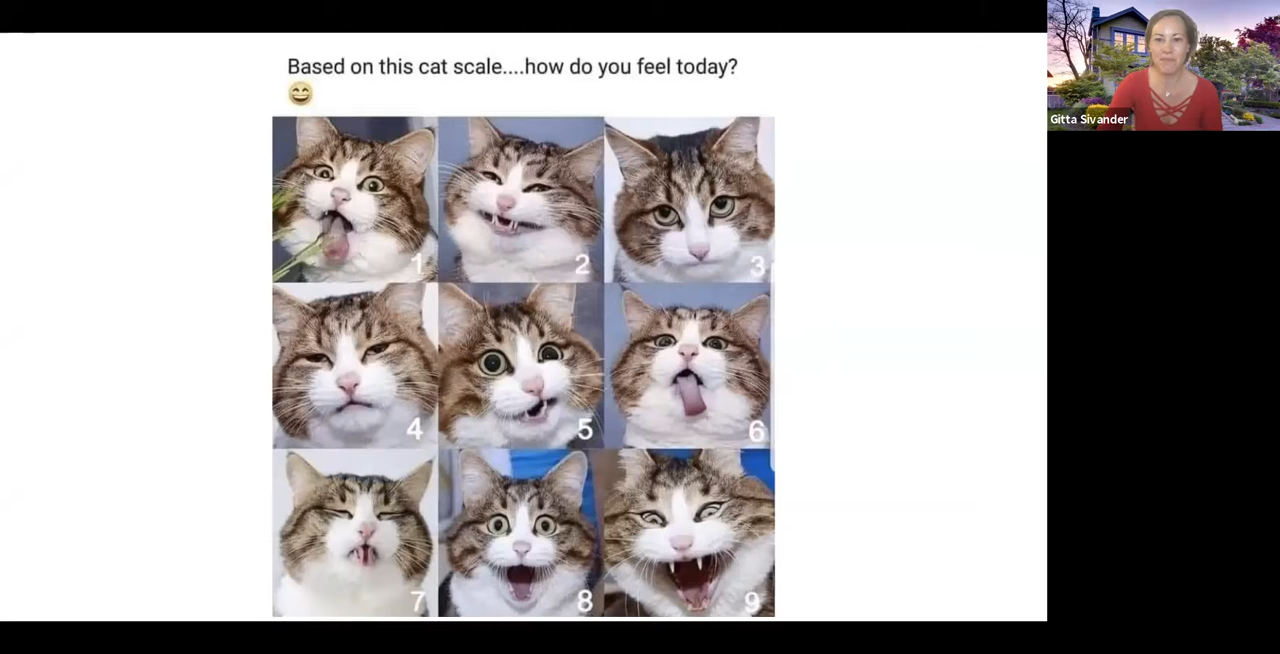 Based on this cat scale....how do you feel today?
😄
1 2 3
4 5 6
7 8 9
Gitta Sivander